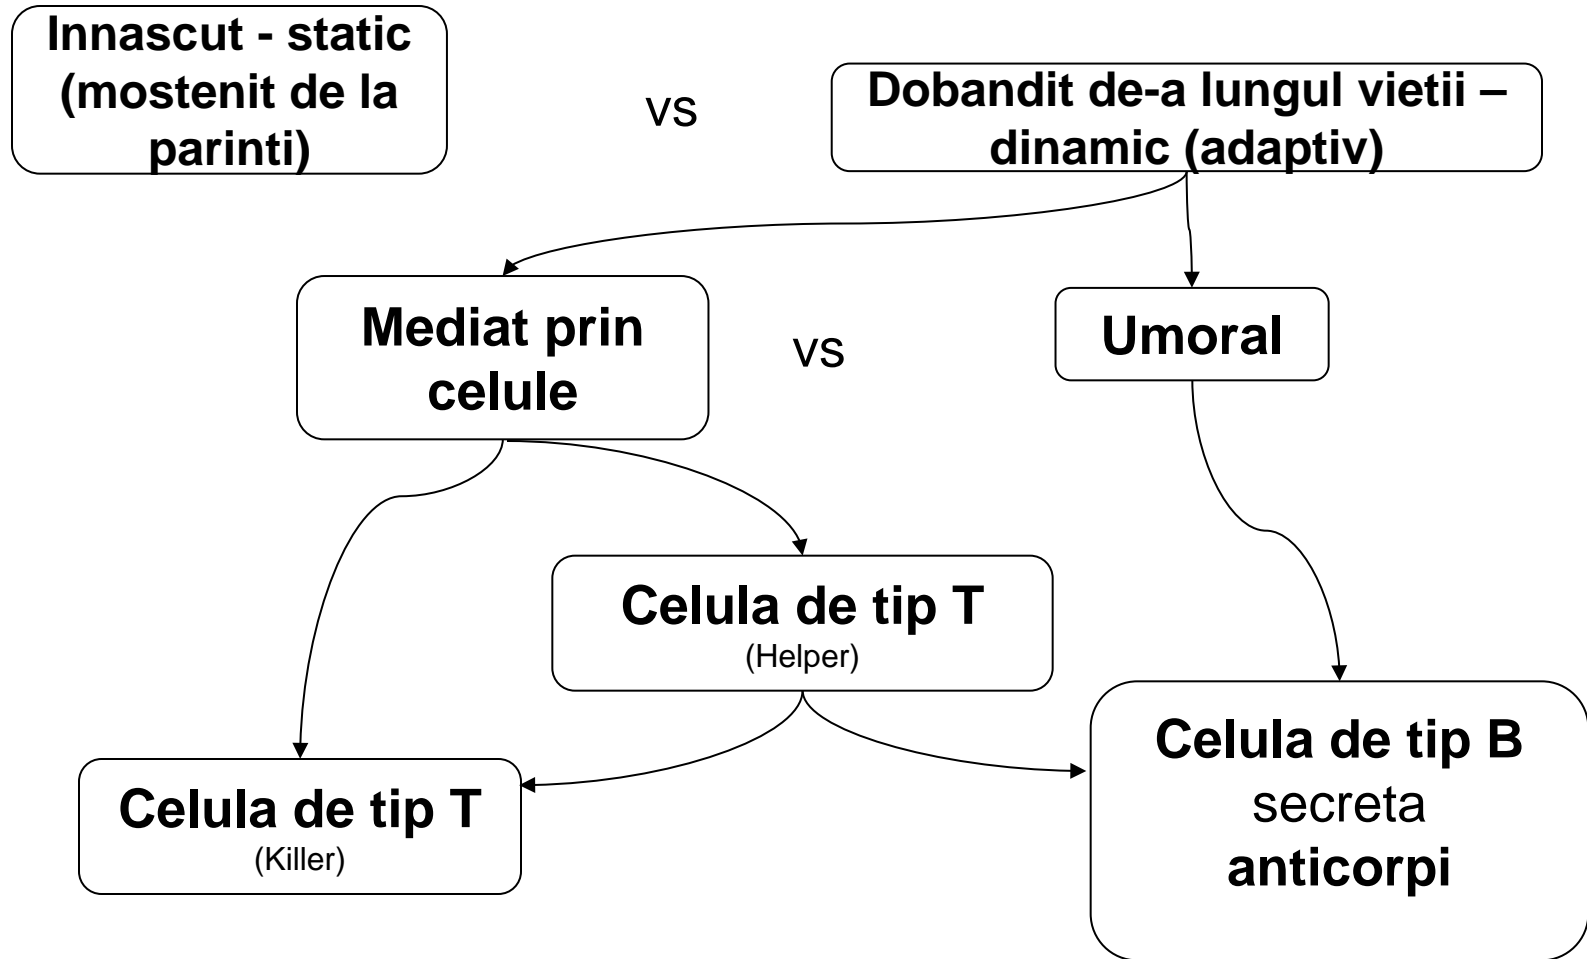 Innascut - static
(mostenit de la
parinti)
vs
Dobandit de-a lungul vietii –
dinamic (adaptiv)
Mediat prin
celule
vs
Umoral
Celula de tip T
(Helper)
Celula de tip T
(Killer)
Celula de tip B
secreta
anticorpi